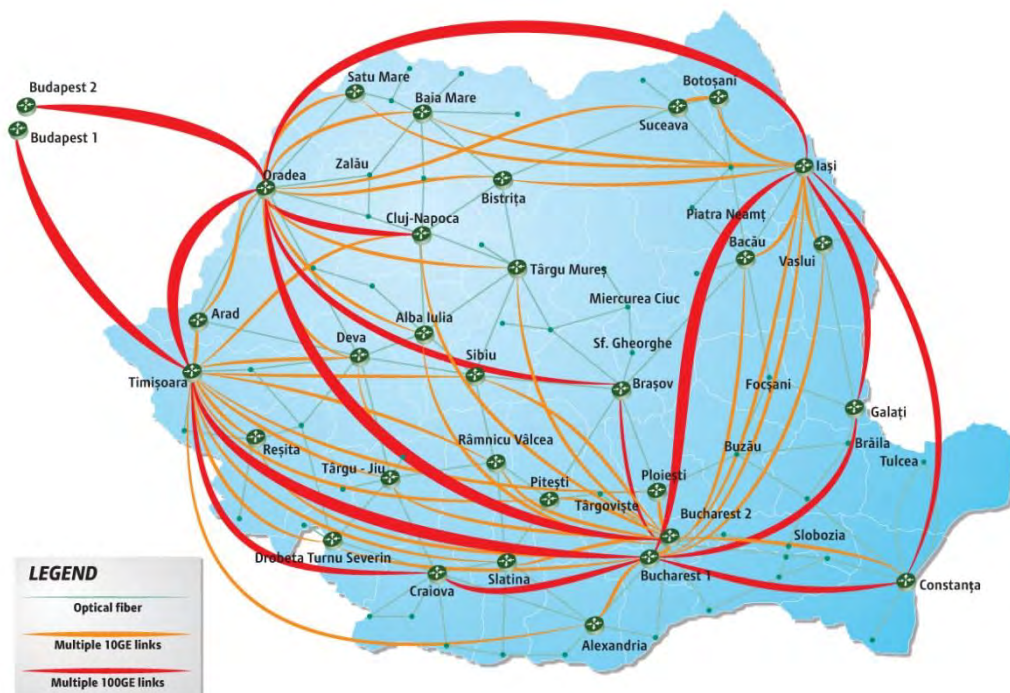 Budapest 2
Budapest 1
Satu Mare
Baia Mare
Botoșani
Suceava
Zalău
Oradea
Bistrița
Iași
Cluj-Napoca
Piatra Neamț
Bacău
Vaslui
Târgu Mureș
Miercurea Ciuc
Arad
Alba Iulia
Deva
Sibiu
Sf. Gheorghe
Timișoara
Brașov
Focșani
Galați
Reșita
Râmnicu Vâlcea
Buzău
Brăila
Tulcea
Târgu - Jiu
Pitești
Ploiești
Târgoviște
Bucharest 2
Slobozia
Drobeta Turnu Severin
Slatina
Bucharest 1
Craiova
Constanța
Alexandria
LEGEND
Optical fiber
Multiple 10GE links
Multiple 100GE links